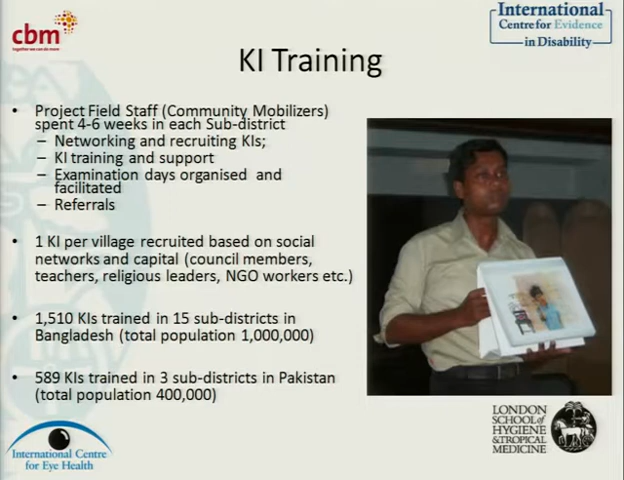 cbm
together we can do more
International
Centre for Evidence
in Disability
KI Training
• Project Field Staff (Community Mobilizers)
spent 4-6 weeks in each Sub-district
– Networking and recruiting KIs;
– KI training and support
– Examination days organised and
facilitated
– Referrals
• 1 KI per village recruited based on social
networks and capital (council members,
teachers, religious leaders, NGO workers etc.)
• 1,510 KIs trained in 15 sub-districts in
Bangladesh (total population 1,000,000)
• 589 KIs trained in 3 sub-districts in Pakistan
(total population 400,000)
International Centre
for Eye Health
LONDON
SCHOOL of
HYGIENE
& TROPICAL
MEDICINE